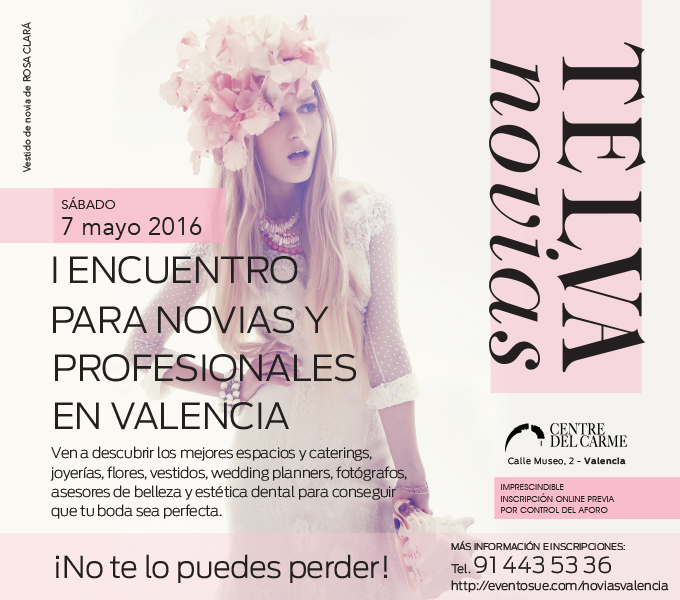 Vestido de novia de ROSA CLARÁ
TELVA
novias
SÁBADO
7 mayo 2016
I ENCUENTRO
PARA NOVIAS Y
PROFESIONALES
EN VALENCIA
Ven a descubrir los mejores espacios y caterings,
joyerías, flores, vestidos, wedding planners, fotógrafos,
asesores de belleza y estética dental para conseguir
que tu boda sea perfecta.
CENTRE
DEL CARME
Calle Museo, 2 - Valencia
IMPRESCINDIBLE
INSCRIPCIÓN ONLINE PREVIA
POR CONTROL DEL AFORO
¡No te lo puedes perder!
MÁS INFORMACIÓN E INSCRIPCIONES:
Tel. 91 443 53 36
http://eventosue.com/noviasvalencia